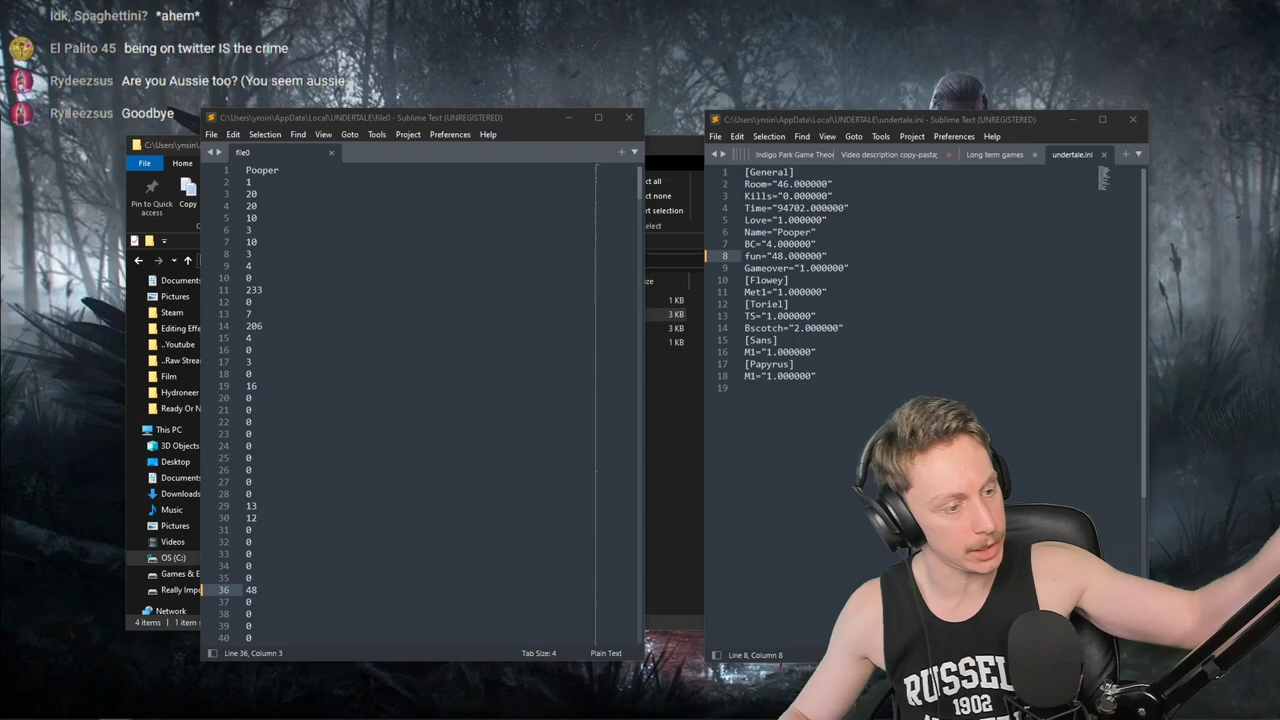 Idk, Spaghettini? *ahem*
El Palito 45 being on twitter IS the crime
Rydeezsus Are you Aussie too? (You seem aussie
Rydeezsus Goodbye
C:\Users\ynsin\AppData\Local\UNDERTALE\file0 - Sublime Text (UNREGISTERED)
File Edit Selection Find View Goto Tools Project Preferences Help
file0
1 Pooper
2 1
3 20
4 20
5 10
6 3
7 10
8 3
9 4
10 0
11 233
12 0
13 7
14 206
15 4
16 0
17 3
18 0
19 16
20 0
21 0
22 0
23 0
24 0
25 0
26 0
27 0
28 0
29 13
30 12
31 0
32 0
33 0
34 0
35 0
36 48
37 0
38 0
39 0
40 0
Line 36, Column 3 Tab Size: 4 Plain Text
C:\Users\ynsin\AppData\Local\UNDERTALE\undertale.ini - Sublime Text (UNREGISTERED)
File Edit Selection Find View Goto Tools Project Preferences Help
Indigo Park Game Theor Video description copy-pasta; Long term games undertale.ini
1 [General]
2 Room="46.000000"
3 Kills="0.000000"
4 Time="94702.000000"
5 Love="1.000000"
6 Name="Pooper"
7 BC="4.000000"
8 fun="48.000000"
9 Gameover="1.000000"
10 [Flowey]
11 Met1="1.000000"
12 [Toriel]
13 TS="1.000000"
14 Bscotch="2.000000"
15 [Sans]
16 M1="1.000000"
17 [Papyrus]
18 M1="1.000000"
19
Line 8, Column 8
C:\Users\yns
File Home
Pin to Quick
access
Copy
Documents
Pictures
Steam
Editing Effe
..Youtube
..Raw Strea
Film
Hydroneer
Ready Or N
This PC
3D Objects
Desktop
Documents
Downloads
Music
Pictures
Videos
OS (C:)
Games & E
Really Impo
Network
4 items 1 item s
ect all
ect none
ert selection
elect
ize
1 KB
3 KB
3 KB
1 KB
RUSSEL
1902